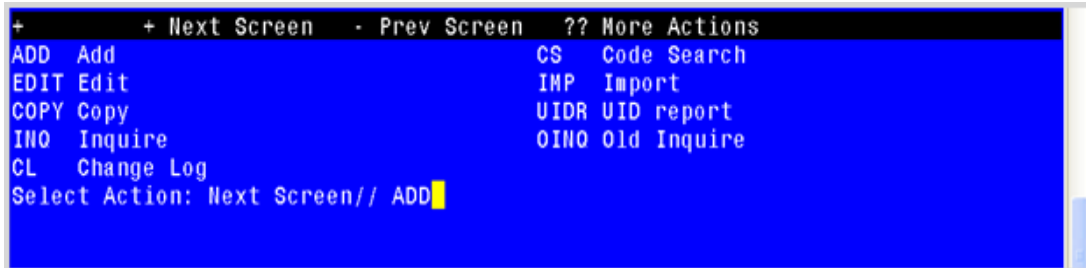 + + Next Screen - Prev Screen ?? More Actions
ADD Add CS Code Search
EDIT Edit IMP Import
COPY Copy UIDR UID report
INQ Inquire OINQ Old Inquire
CL Change Log
Select Action: Next Screen// ADD